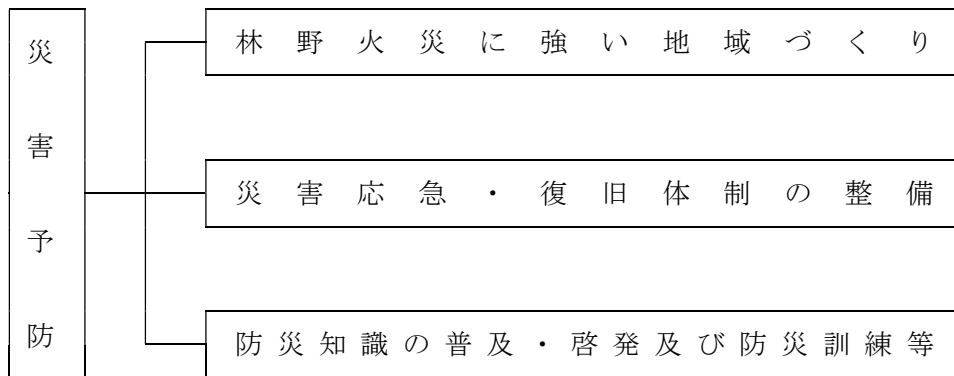 災害予防
林野火災に強い地域づくり
災害応急・復旧体制の整備
防災知識の普及・啓発及び防災訓練等